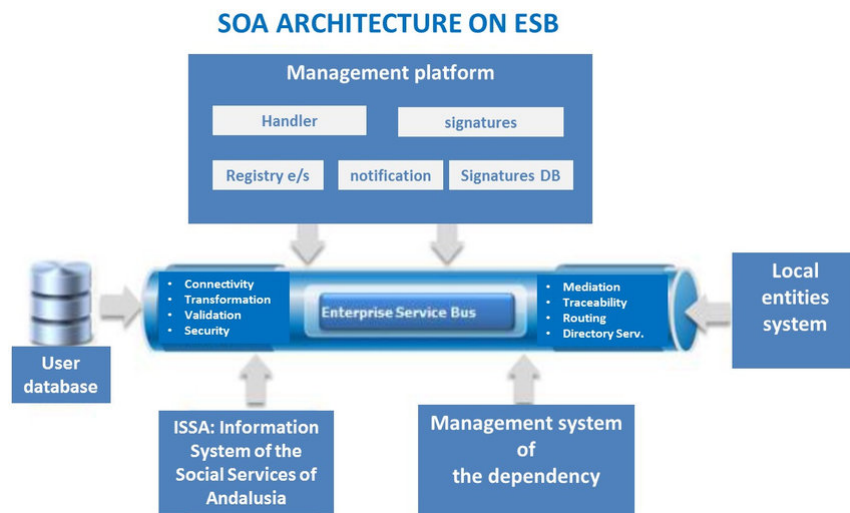 SOA ARCHITECTURE ON ESB
Management platform
Handler
signatures
Registry e/s
notification
Signatures DB
• Connectivity
• Transformation
• Validation
• Security
Enterprise Service Bus
• Mediation
• Traceability
• Routing
• Directory Serv.
Local
entities
system
User
database
ISSA: Information
System of the
Social Services of
Andalusia
Management system
of
the dependency